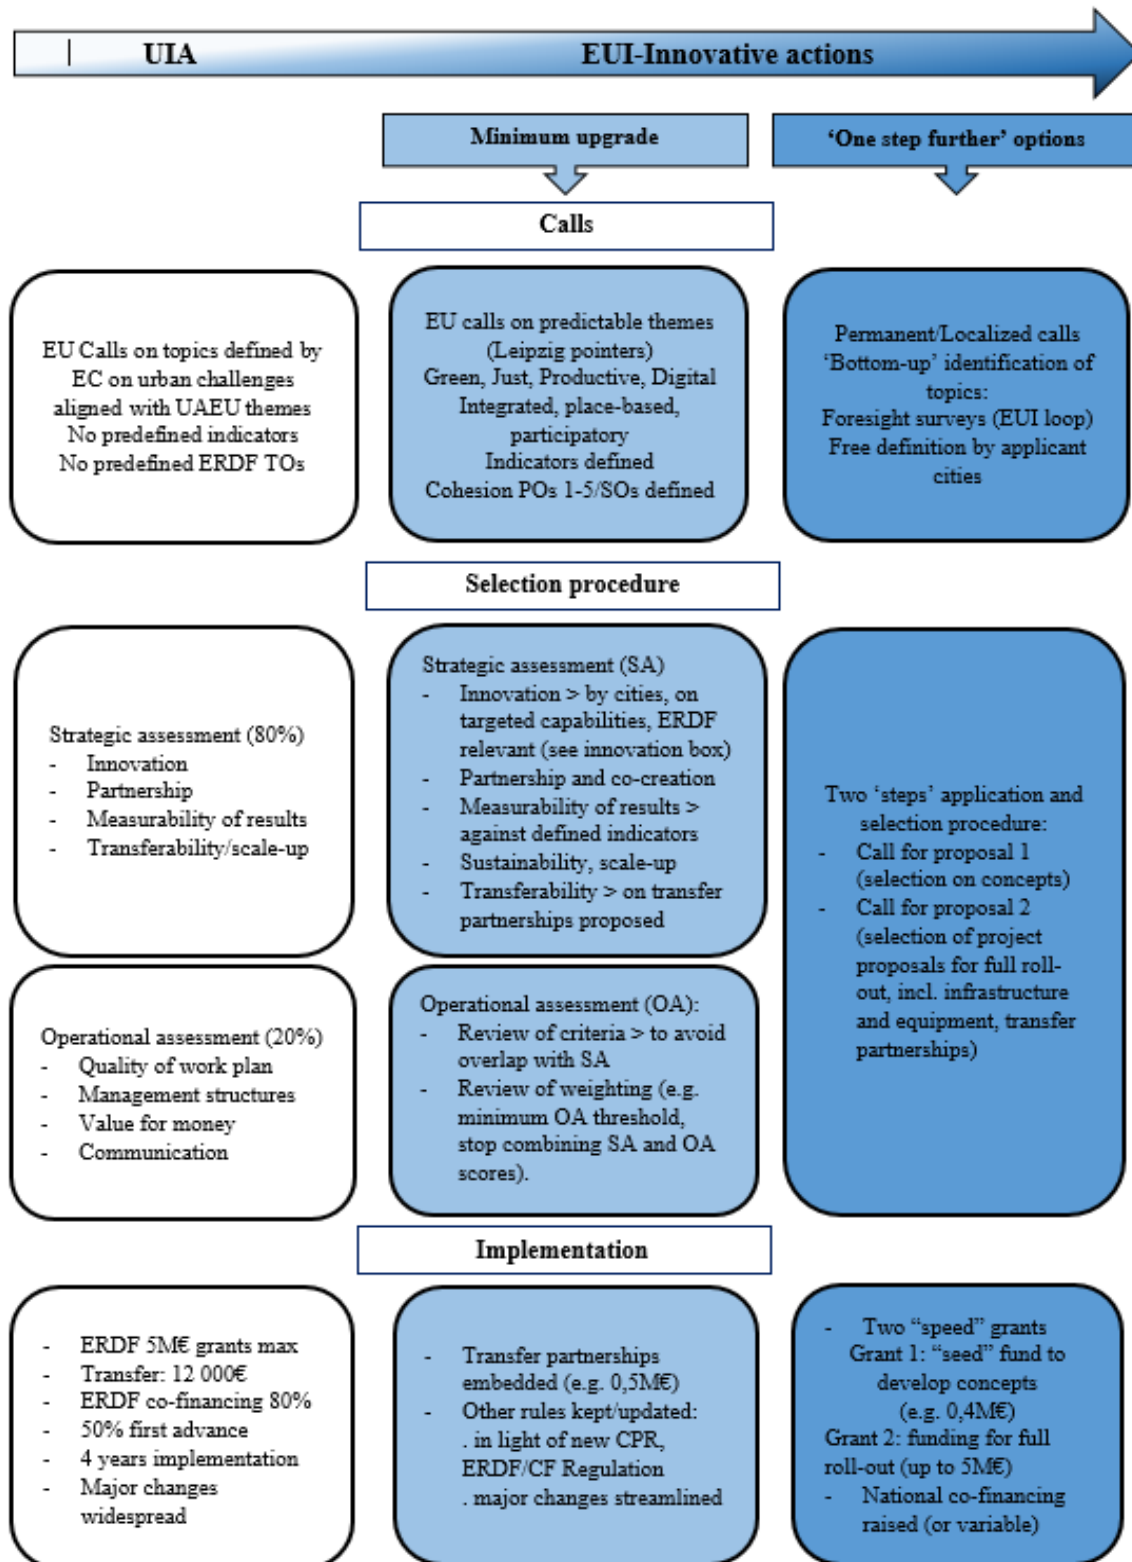 UIA
EUI-Innovative actions
Minimum upgrade
‘One step further’ options
Calls
EU Calls on topics defined by
EC on urban challenges
aligned with UAEU themes
No predefined indicators
No predefined ERDF TOs
EU calls on predictable themes
(Leipzig pointers)
Green, Just, Productive, Digital
Integrated, place-based,
participatory
Indicators defined
Cohesion POs 1-5/SOs defined
Permanent/Localized calls
‘Bottom-up’ identification of
topics:
Foresight surveys (EUI loop)
Free definition by applicant
cities
Selection procedure
Strategic assessment (80%)
- Innovation
- Partnership
- Measurability of results
- Transferability/scale-up
Strategic assessment (SA)
- Innovation > by cities, on
targeted capabilities, ERDF
relevant (see innovation box)
- Partnership and co-creation
- Measurability of results >
against defined indicators
- Sustainability, scale-up
- Transferability > on transfer
partnerships proposed
Two ‘steps’ application and
selection procedure:
- Call for proposal 1
(selection on concepts)
- Call for proposal 2
(selection of project
proposals for full roll-
out, incl. infrastructure
and equipment, transfer
partnerships)
Operational assessment (20%)
- Quality of work plan
- Management structures
- Value for money
- Communication
Operational assessment (OA):
- Review of criteria > to avoid
overlap with SA
- Review of weighting (e.g.
minimum OA threshold,
stop combining SA and OA
scores).
Implementation
- ERDF 5M€ grants max
- Transfer: 12 000€
- ERDF co-financing 80%
- 50% first advance
- 4 years implementation
- Major changes
widespread
- Transfer partnerships
embedded (e.g. 0,5M€)
- Other rules kept/updated:
. in light of new CPR,
ERDF/CF Regulation
. major changes streamlined
- Two “speed” grants
Grant 1: “seed” fund to
develop concepts
(e.g. 0,4M€)
Grant 2: funding for full
roll-out (up to 5M€)
- National co-financing
raised (or variable)